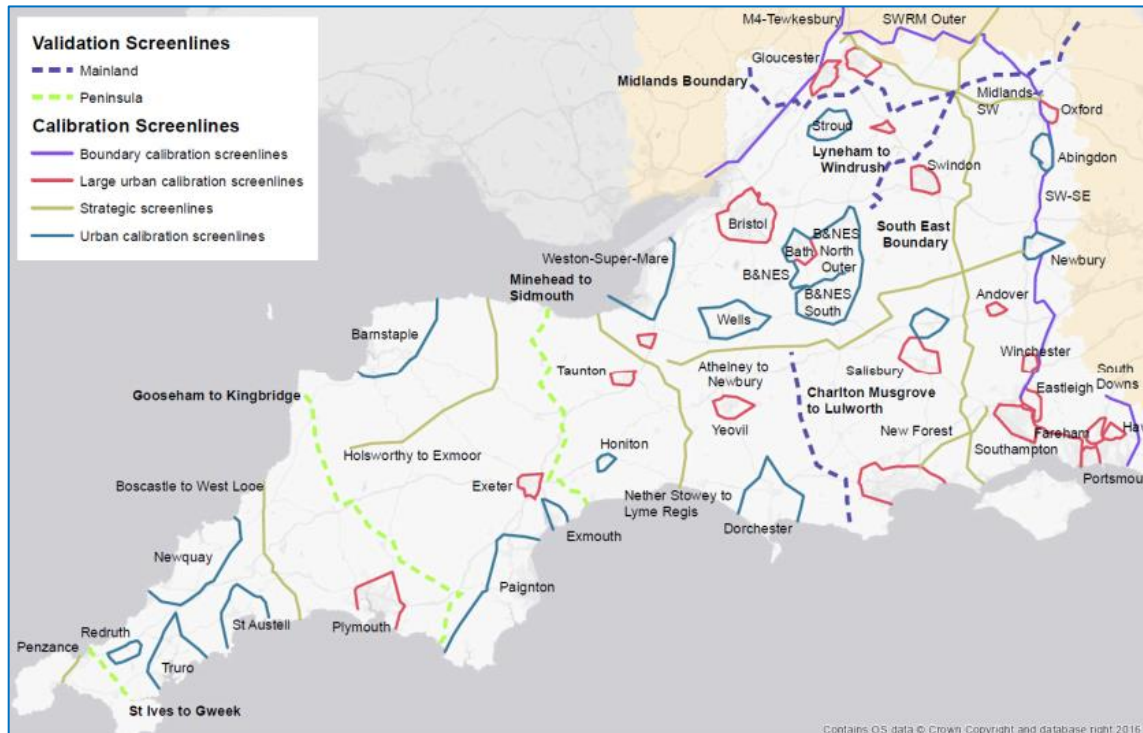 Validation Screenlines
Mainland
Peninsula
Calibration Screenlines
Boundary calibration screenlines
Large urban calibration screenlines
Strategic screenlines
Urban calibration screenlines
M4-Tewkesbury
SWRM Outer
Gloucester
Midlands Boundary
Midlands-
SW
Oxford
Stroud
Abingdon
Lyneham to
Windrush
Swindon
SW-SE
Bristol
South East
Boundary
B&NES
North
Outer
Bath
Newbury
Weston-Super-Mare
B&NES
B&NES
South
Minehead to
Sidmouth
Andover
Wells
Barnstaple
Winchester
South
Downs
Taunton
Athelney to
Newbury
Salisbury
Eastleigh
Gooseham to Kingbridge
Charlton Musgrove
to Lulworth
Yeovil
New Forest
Fareham
Hav
Honiton
Southampton
Holsworthy to Exmoor
Portsmou
Boscastle to West Looe
Exeter
Nether Stowey to
Lyme Regis
Dorchester
Exmouth
Newquay
Paignton
St Austell
Plymouth
Redruth
Penzance
Truro
St Ives to Gweek
Contains OS data © Crown Copyright and database right 2016